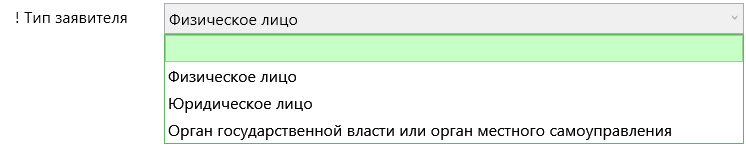 ! Тип заявителя
Физическое лицо
Физическое лицо
Юридическое лицо
Орган государственной власти или орган местного самоуправления